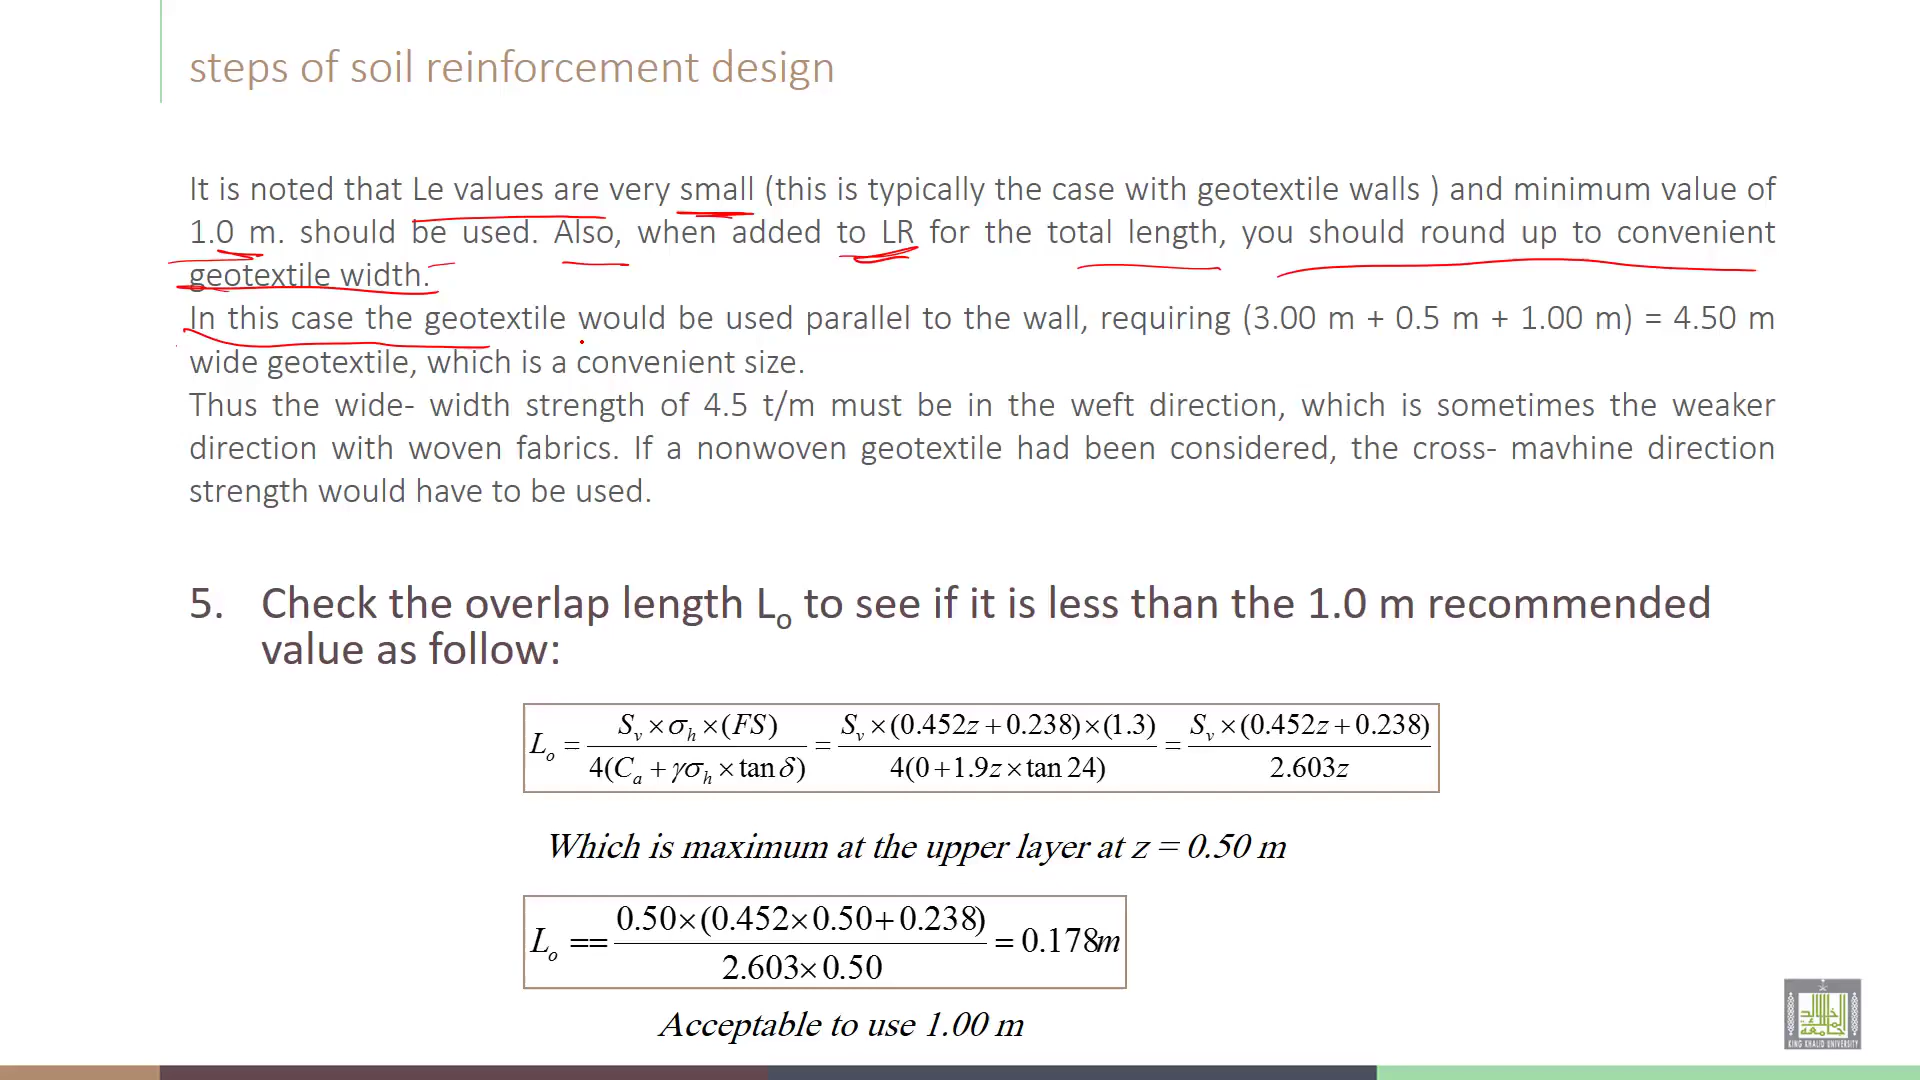 steps of soil reinforcement design
It is noted that Le values are very small (this is typically the case with geotextile walls ) and minimum value of
1.0 m. should be used. Also, when added to LR for the total length, you should round up to convenient
geotextile width.
In this case the geotextile would be used parallel to the wall, requiring (3.00 m + 0.5 m + 1.00 m) = 4.50 m
wide geotextile, which is a convenient size.
Thus the wide- width strength of 4.5 t/m must be in the weft direction, which is sometimes the weaker
direction with woven fabrics. If a nonwoven geotextile had been considered, the cross- mavhine direction
strength would have to be used.
5. Check the overlap length Lo to see if it is less than the 1.0 m recommended
value as follow:
Lo = Sv×σh×(FS) / 4(Ca+γσh×tan δ) = Sv×(0.452z+0.238)×(1.3) / 4(0+1.9z×tan 24) = Sv×(0.452z+0.238) / 2.603z
Which is maximum at the upper layer at z = 0.50 m
Lo == 0.50×(0.452×0.50+0.238) / 2.603×0.50 = 0.178m
Acceptable to use 1.00 m
جامعة الملك خالد
KING KHALID UNIVERSITY